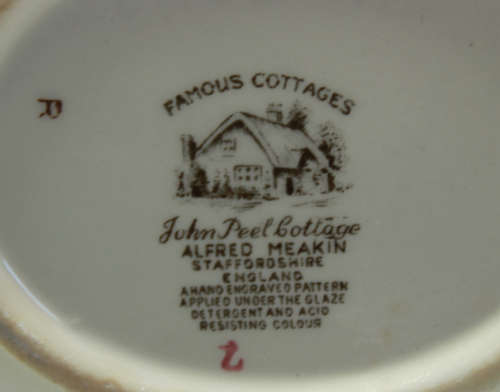 FAMOUS COTTAGES
R
John Peel Cottage
ALFRED MEAKIN
STAFFORDSHIRE
ENGLAND
A HAND ENGRAVED PATTERN
APPLIED UNDER THE GLAZE
DETERGENT AND ACID
RESISTING COLOUR
2